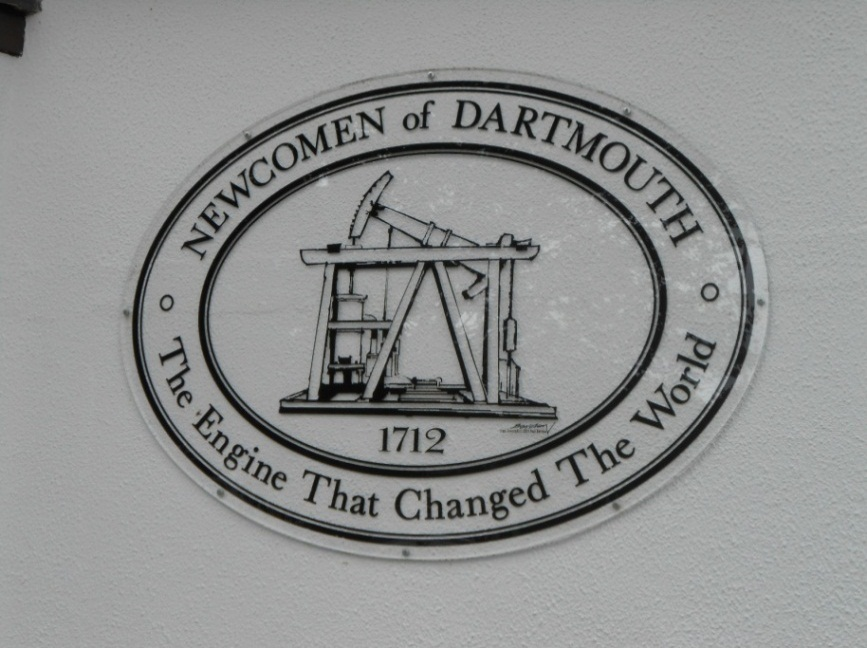 NEWCOMEN of DARTMOUTH
1712
The Engine That Changed The World